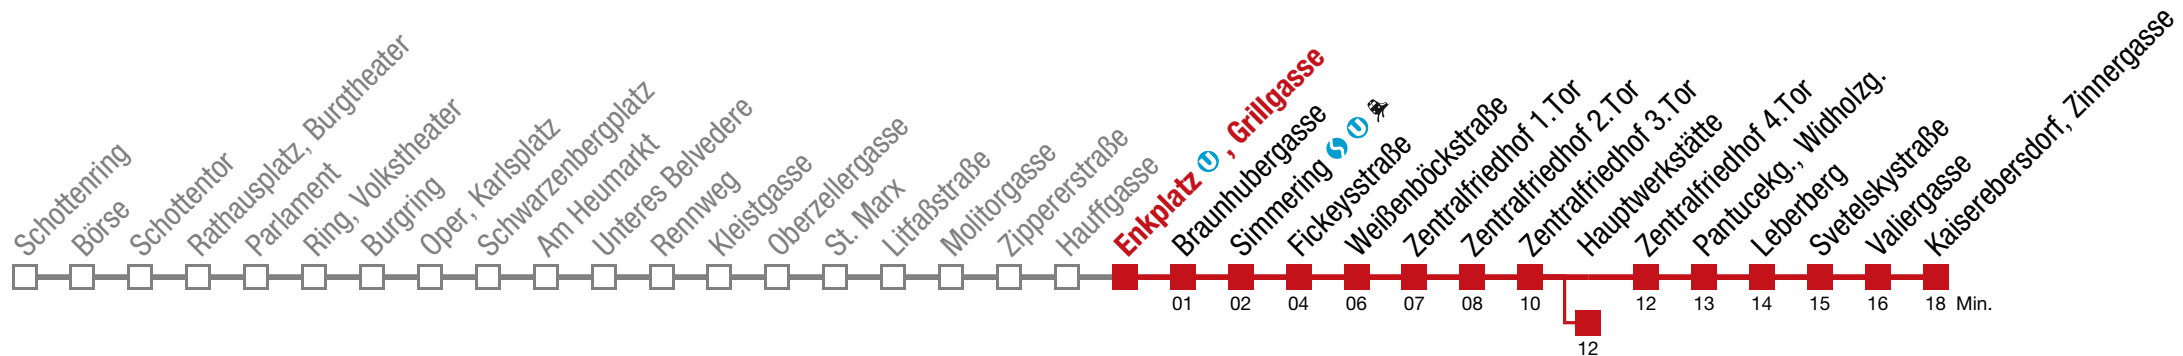 Schottenring
Börse
Schottentor
Rathausplatz, Burgtheater
Parlament
Ring, Volkstheater
Burgring
Oper, Karlsplatz
Schwarzenbergplatz
Am Heumarkt
Unteres Belvedere
Rennweg
Kleistgasse
Oberzellergasse
St. Marx
Litfaßstraße
Molitorgasse
Zippererstraße
Hauffgasse
Enkplatz U , Grillgasse
Braunhubergasse
Simmering S U
Fickeysstraße
Weißenböckstraße
Zentralfriedhof 1.Tor
Zentralfriedhof 2.Tor
Zentralfriedhof 3.Tor
Hauptwerkstätte
Zentralfriedhof 4.Tor
Pantucekg., Widholzg.
Leberberg
Svetelskystraße
Valiergasse
Kaiserebersdorf, Zinnergasse
01 02 04 06 07 08 10 12 13 14 15 16 18 Min.
12